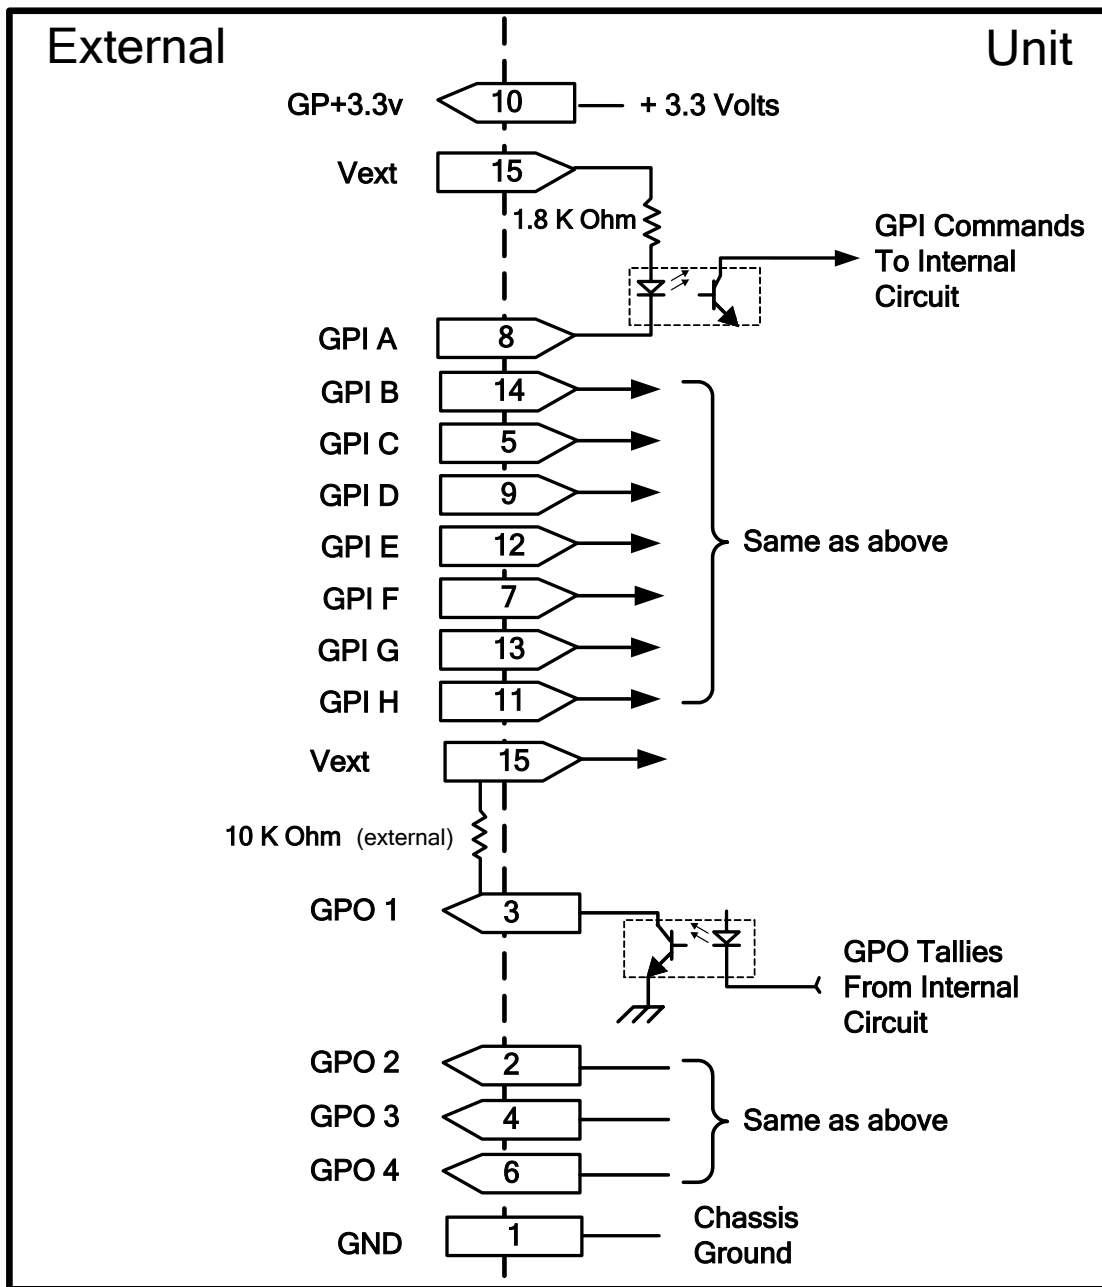 External
Unit
GP+3.3v
10
+ 3.3 Volts
Vext
15
1.8 K Ohm
GPI Commands
To Internal
Circuit
GPI A
8
GPI B
14
GPI C
5
GPI D
9
GPI E
12
Same as above
GPI F
7
GPI G
13
GPI H
11
Vext
15
10 K Ohm (external)
GPO 1
3
GPO Tallies
From Internal
Circuit
GPO 2
2
GPO 3
4
Same as above
GPO 4
6
GND
1
Chassis
Ground